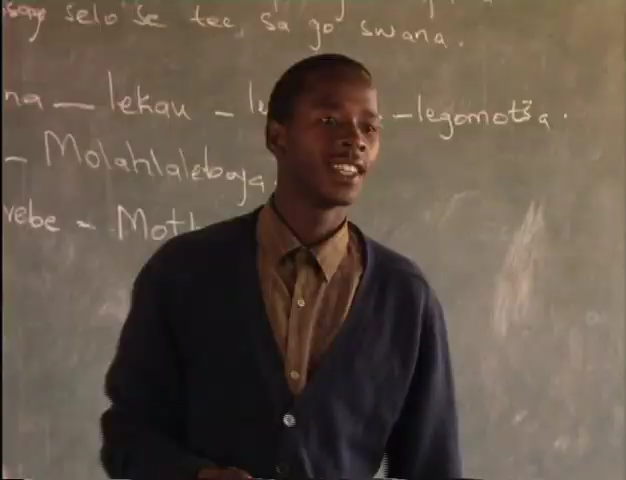 selo se tee, sa go swana.
na – lekau – le – legomotša.
– Molahlaleboya,
vebe – Moth